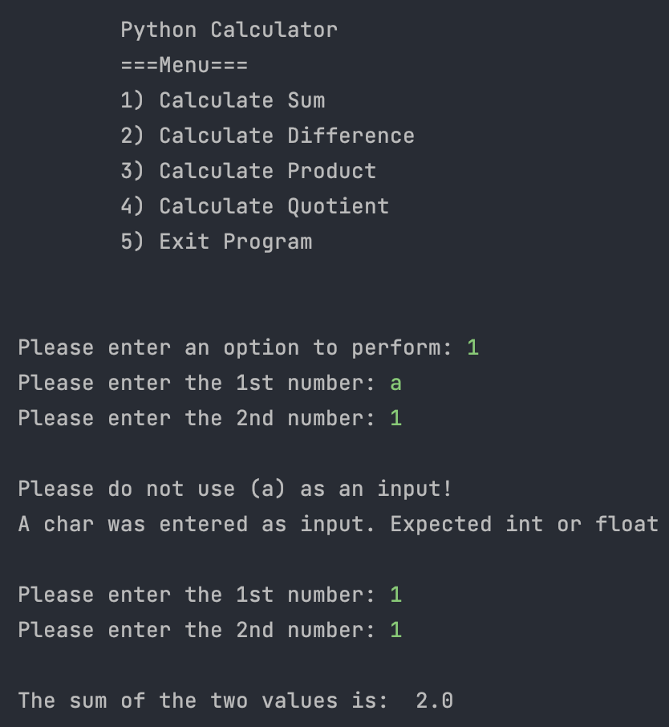 Python Calculator
===Menu===
1) Calculate Sum
2) Calculate Difference
3) Calculate Product
4) Calculate Quotient
5) Exit Program
Please enter an option to perform: 1
Please enter the 1st number: a
Please enter the 2nd number: 1
Please do not use (a) as an input!
A char was entered as input. Expected int or float
Please enter the 1st number: 1
Please enter the 2nd number: 1
The sum of the two values is:  2.0